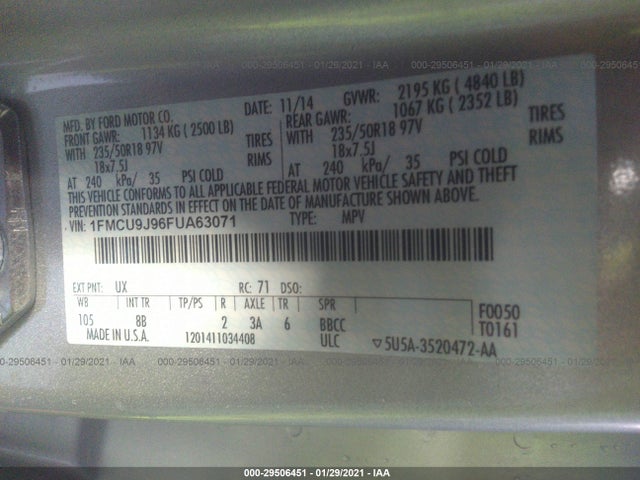 MFD. BY FORD MOTOR CO. DATE: 11/14 GVWR: 2195 KG ( 4840 LB)
FRONT GAWR: 1134 KG ( 2500 LB) REAR GAWR: 1067 KG ( 2352 LB)
WITH 235/50R18 97V TIRES WITH 235/50R18 97V TIRES
18x7.5J RIMS 18x7.5J RIMS
AT 240 kPa/ 35 PSI COLD AT 240 kPa/ 35 PSI COLD
THIS VEHICLE CONFORMS TO ALL APPLICABLE FEDERAL MOTOR VEHICLE SAFETY AND THEFT
PREVENTION STANDARDS IN EFFECT ON THE DATE OF MANUFACTURE SHOWN ABOVE.
VIN: 1FMCU9J96FUA63071 TYPE: MPV
EXT PNT: UX RC: 71 DSO:
WB INT TR TP/PS R AXLE TR SPR F0050
105 8B 2 3A 6 BBCC T0161
MADE IN U.S.A. 1201411034408 ULC ▽5U5A-3520472-AA
000-29506451 - 01/29/2021 - IAA